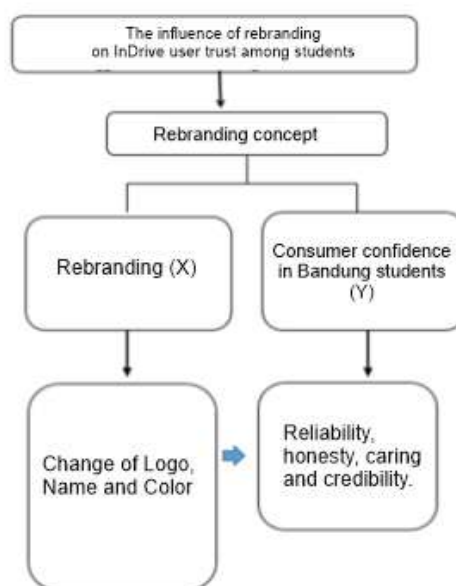 The influence of rebranding
on InDrive user trust among students
Rebranding concept
Rebranding (X)
Consumer confidence
in Bandung students
(Y)
Change of Logo,
Name and Color
Reliability,
honesty, caring
and credibility.